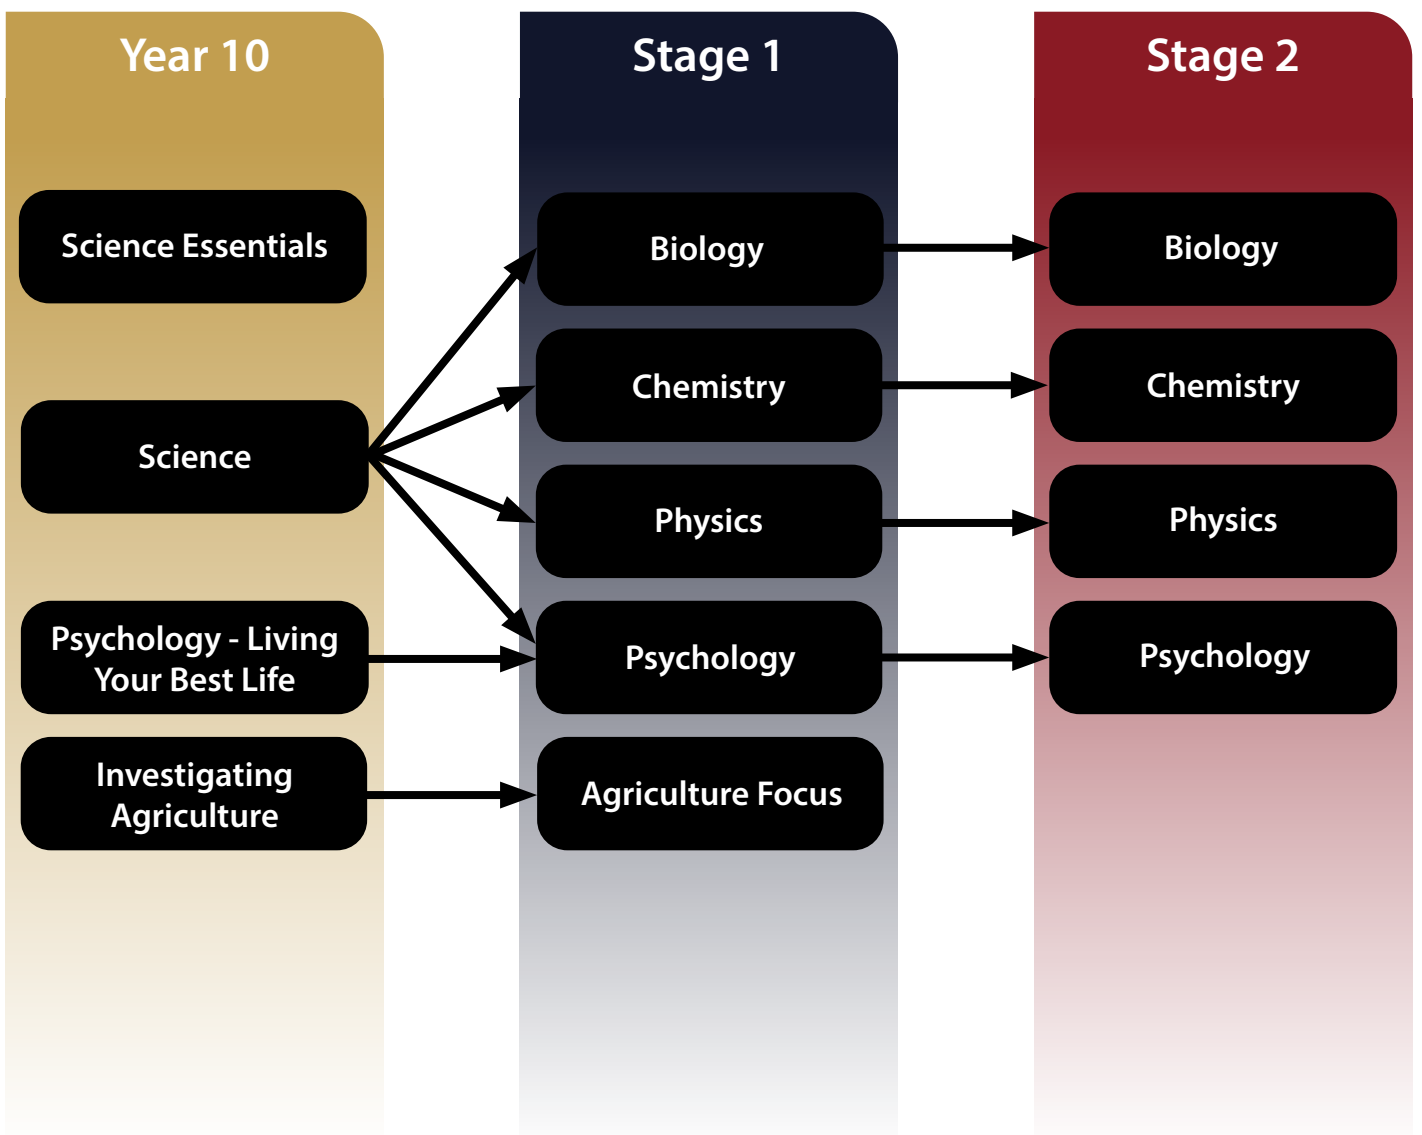 Year 10
Science Essentials
Science
Psychology - Living
Your Best Life
Investigating
Agriculture
Stage 1
Biology
Chemistry
Physics
Psychology
Agriculture Focus
Stage 2
Biology
Chemistry
Physics
Psychology